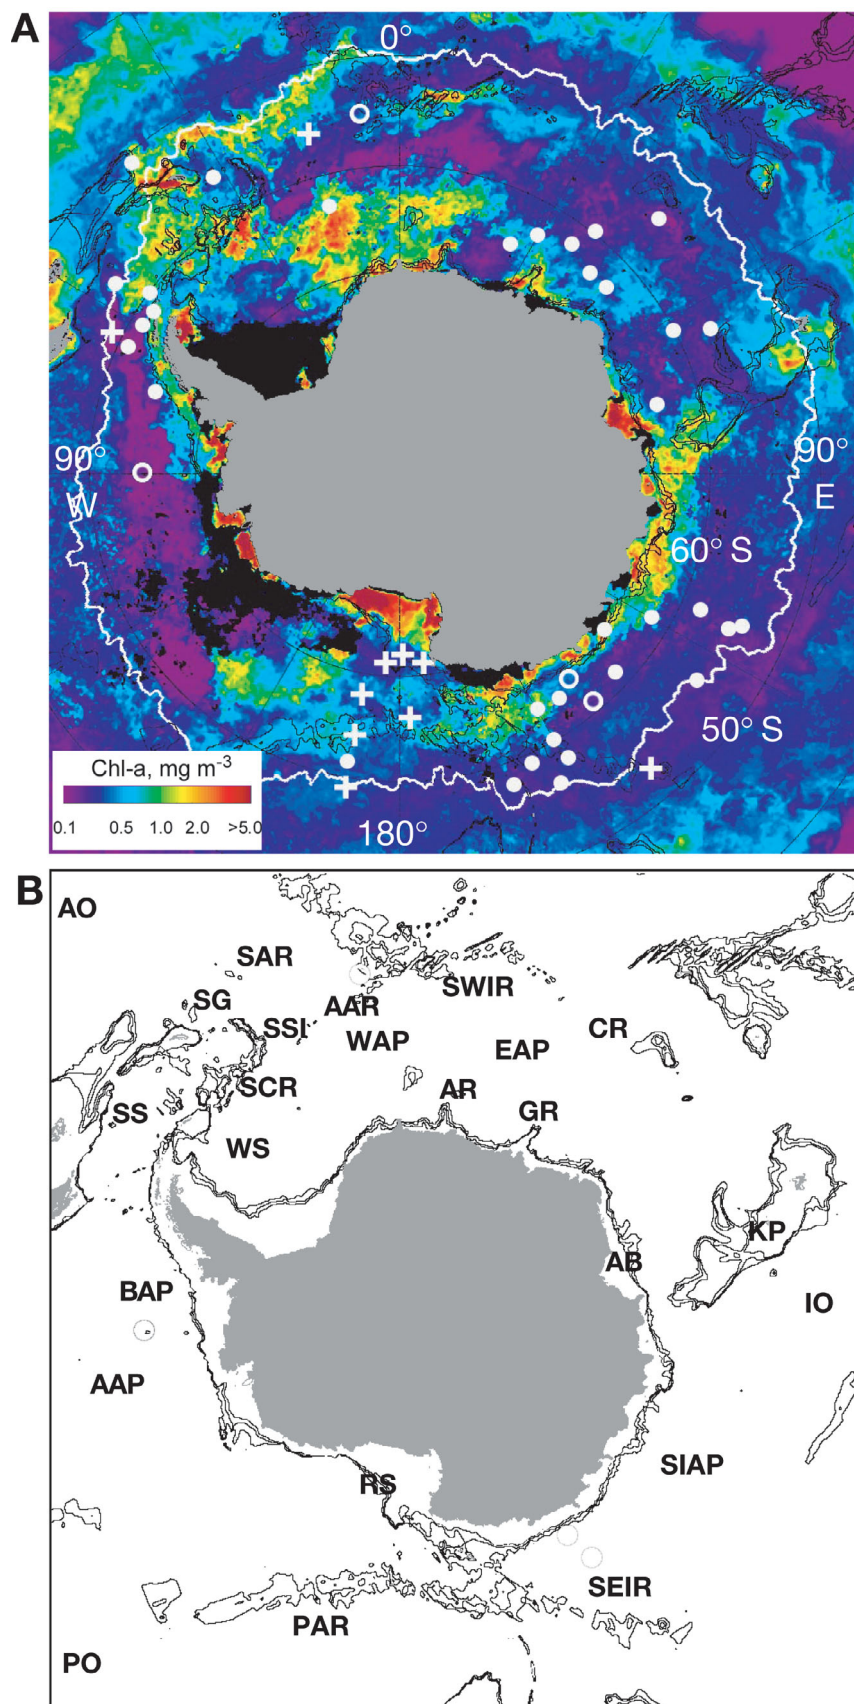 A
0°
90°
W
90°
E
60° S
50° S
Chl-a, mg m-3
0.1 0.5 1.0 2.0 >5.0
180°
B
AO
SAR
SWIR
SG
AAR
SSI
WAP
EAP
CR
SCR
AR
SS
GR
WS
KP
AB
BAP
IO
AAP
SIAP
RS
SEIR
PAR
PO